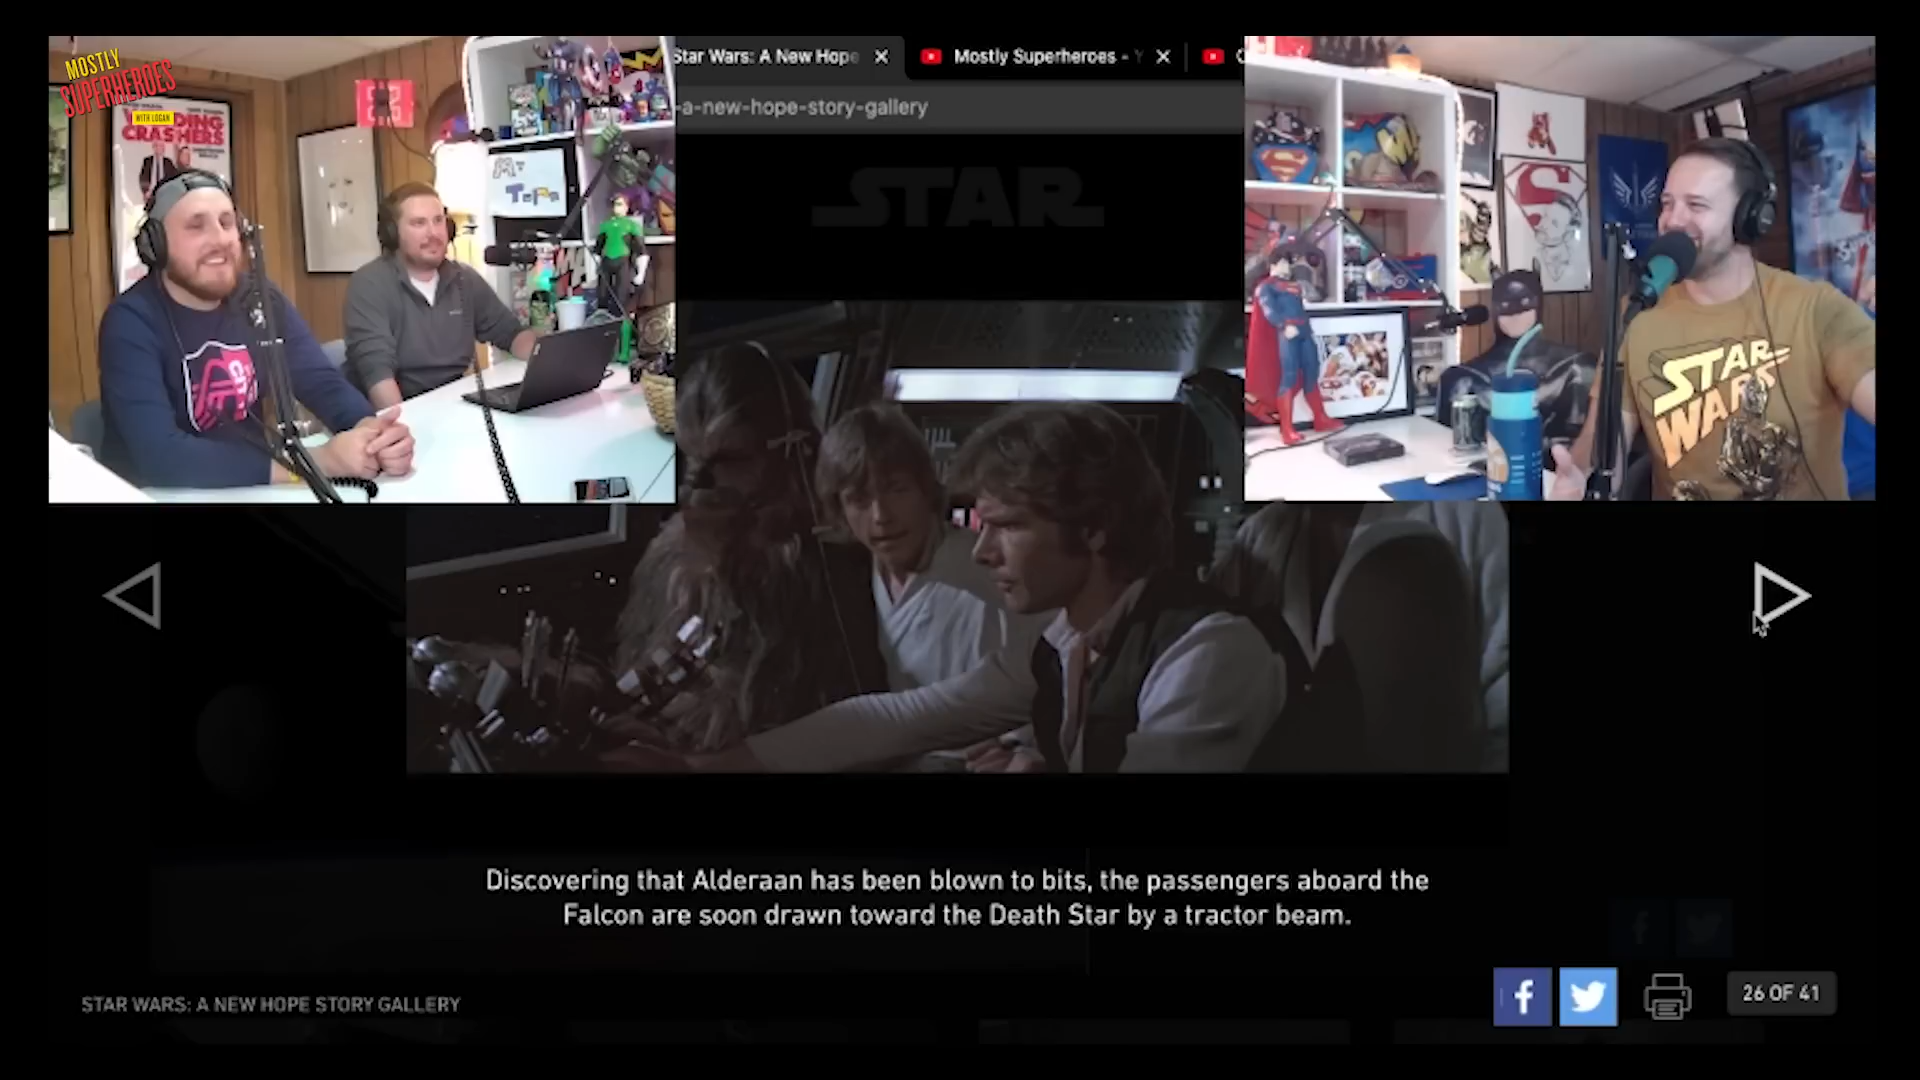 MOSTLY
SUPERHEROES
WITH LOGAN
CRASHERS
Star Wars: A New Hope
Mostly Superheroes - Y
-a-new-hope-story-gallery
STAR
STAR
WARS
Discovering that Alderaan has been blown to bits, the passengers aboard the
Falcon are soon drawn toward the Death Star by a tractor beam.
STAR WARS: A NEW HOPE STORY GALLERY
26 OF 41